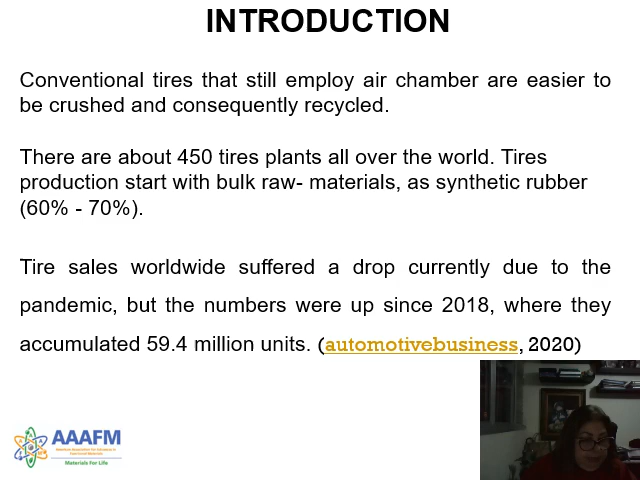 INTRODUCTION
Conventional tires that still employ air chamber are easier to
be crushed and consequently recycled.
There are about 450 tires plants all over the world. Tires
production start with bulk raw- materials, as synthetic rubber
(60% - 70%).
Tire sales worldwide suffered a drop currently due to the
pandemic, but the numbers were up since 2018, where they
accumulated 59.4 million units. (automotivebusiness, 2020)
AAAFM
Materials For Life